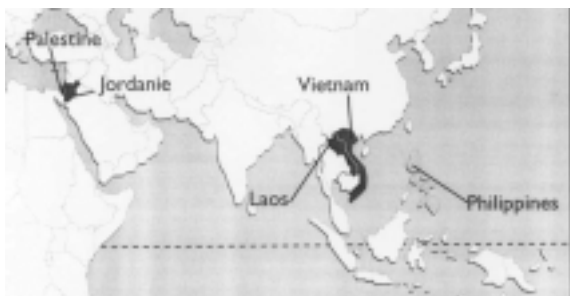 Palestine
Jordanie
Vietnam
Laos
Philippines